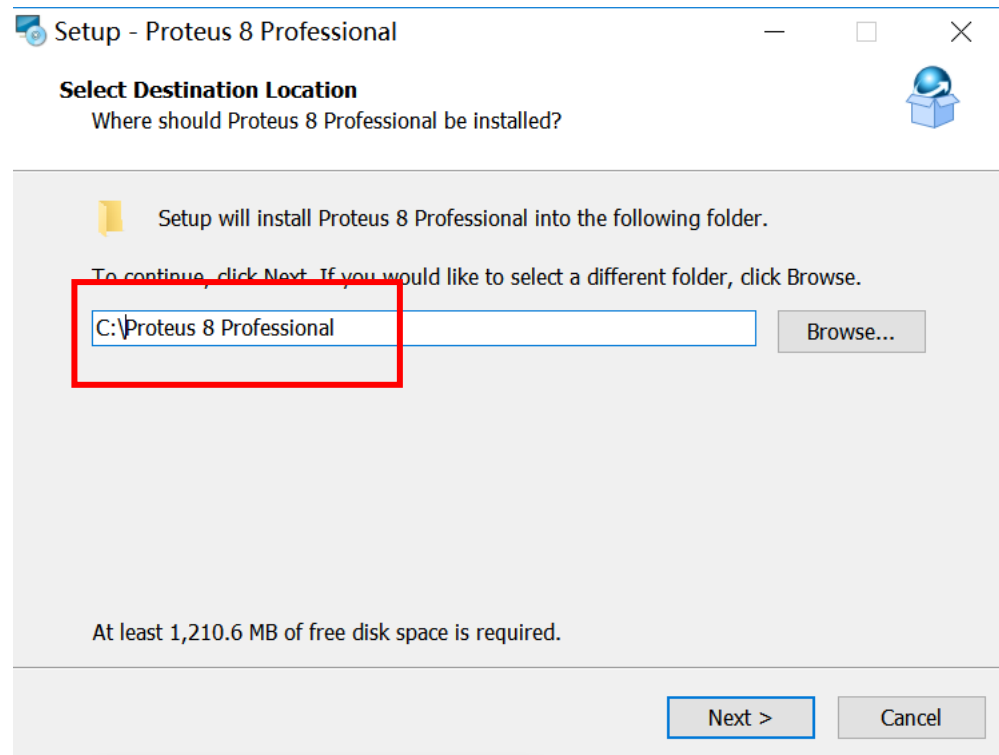 Setup - Proteus 8 Professional
Select Destination Location
Where should Proteus 8 Professional be installed?
Setup will install Proteus 8 Professional into the following folder.
To continue, click Next. If you would like to select a different folder, click Browse.
C:\Proteus 8 Professional
Browse...
At least 1,210.6 MB of free disk space is required.
Next >
Cancel